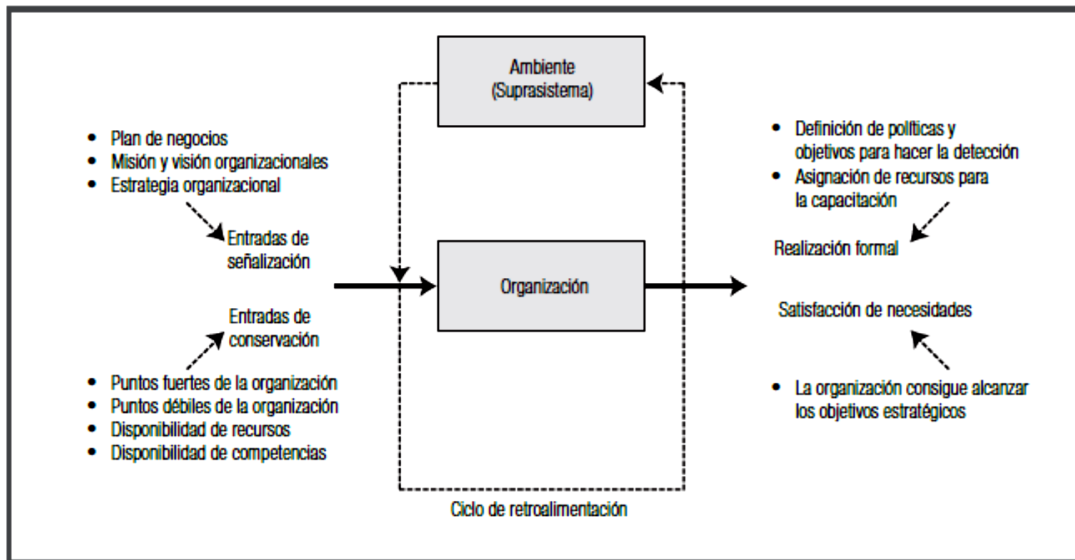 Ambiente
(Suprasistema)
• Plan de negocios
• Misión y visión organizacionales
• Estrategia organizacional
Entradas de
señalización
Entradas de
conservación
• Puntos fuertes de la organización
• Puntos débiles de la organización
• Disponibilidad de recursos
• Disponibilidad de competencias
Organización
• Definición de políticas y
objetivos para hacer la detección
• Asignación de recursos para
la capacitación
Realización formal
Satisfacción de necesidades
• La organización consigue alcanzar
los objetivos estratégicos
Ciclo de retroalimentación